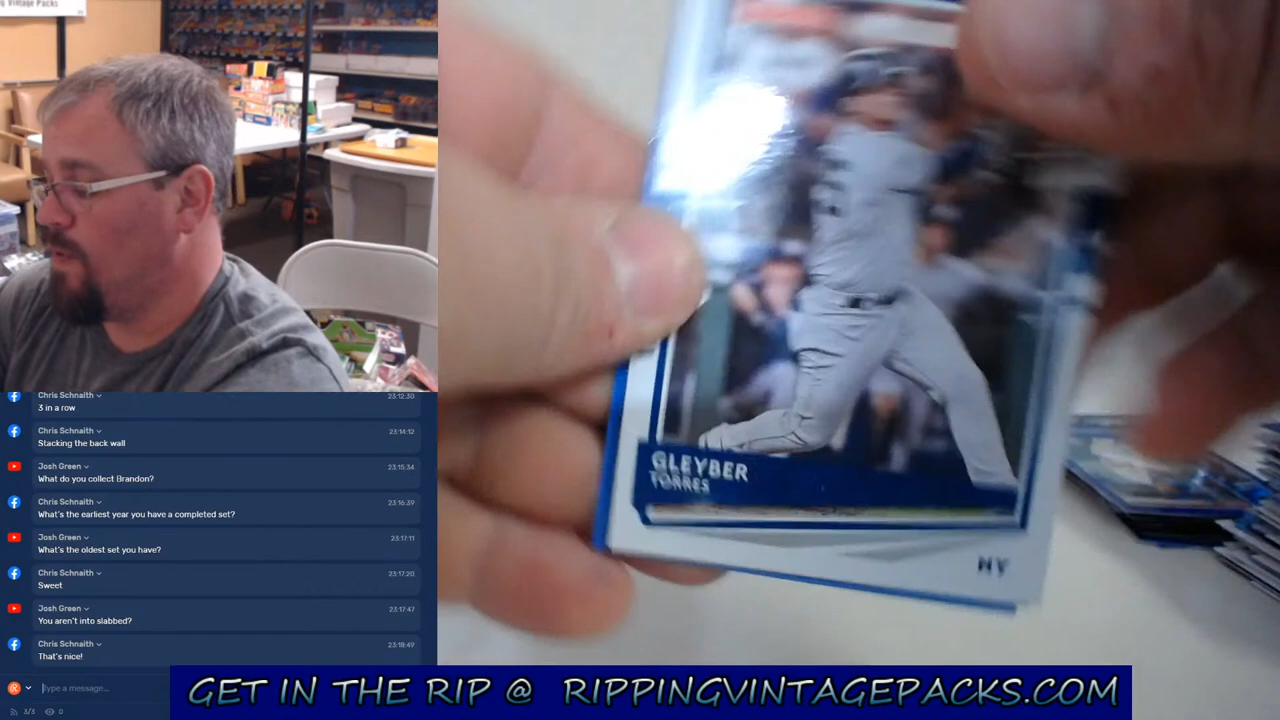 g Vintage Packs
Chris Schnaith
23:12:30
3 in a row
Chris Schnaith
23:14:12
Stacking the back wall
Josh Green
23:15:34
What do you collect Brandon?
Chris Schnaith
23:16:39
What's the earliest year you have a completed set?
Josh Green
23:17:11
What's the oldest set you have?
Chris Schnaith
23:17:20
Sweet
Josh Green
23:17:47
You aren't into slabbed?
Chris Schnaith
23:18:49
That's nice!
Type a message...
3/3
0
GLEYBER
TORRES
NY
GET IN THE RIP @ RIPPINGVINTAGEPACKS.COM